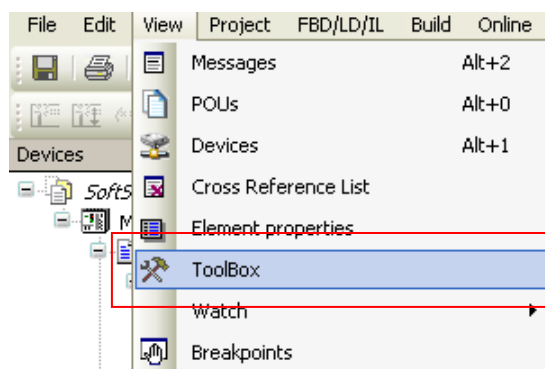 File Edit View Project FBD/LD/IL Build Online
Messages Alt+2
POUs Alt+0
Devices Alt+1
Devices
Cross Reference List
SoftS
Element properties
M
ToolBox
Watch
Breakpoints